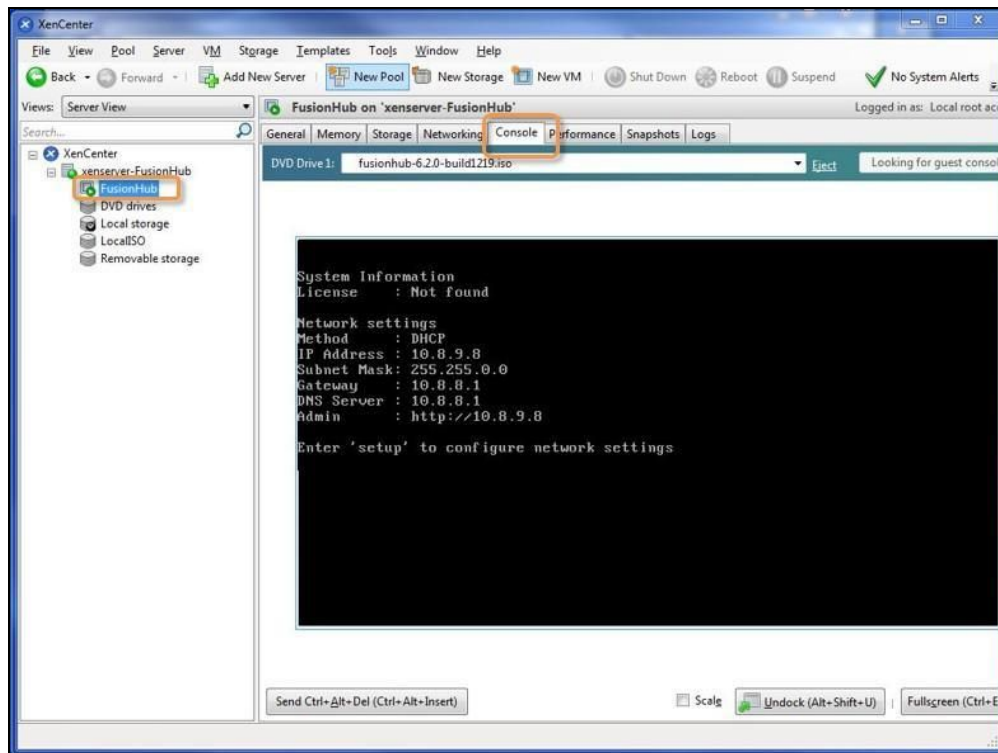 XenCenter
File View Pool Server VM Storage Templates Tools Window Help
Back Forward Add New Server New Pool New Storage New VM Shut Down Reboot Suspend No System Alerts
Views: Server View
FusionHub on 'xenserver-FusionHub'
Logged in as: Local root ac
Search...
General Memory Storage Networking Console Performance Snapshots Logs
XenCenter
xenserver-FusionHub
FusionHub
DVD drives
Local storage
LocalISO
Removable storage
DVD Drive 1: fusionhub-6.2.0-build1219.iso Eject Looking for guest consol
System Information
License : Not found
Network settings
Method : DHCP
IP Address : 10.8.9.8
Subnet Mask: 255.255.0.0
Gateway : 10.8.8.1
DNS Server : 10.8.8.1
Admin : http://10.8.9.8
Enter 'setup' to configure network settings
Send Ctrl+Alt+Del (Ctrl+Alt+Insert) Scale Undock (Alt+Shift+U) Fullscreen (Ctrl+E